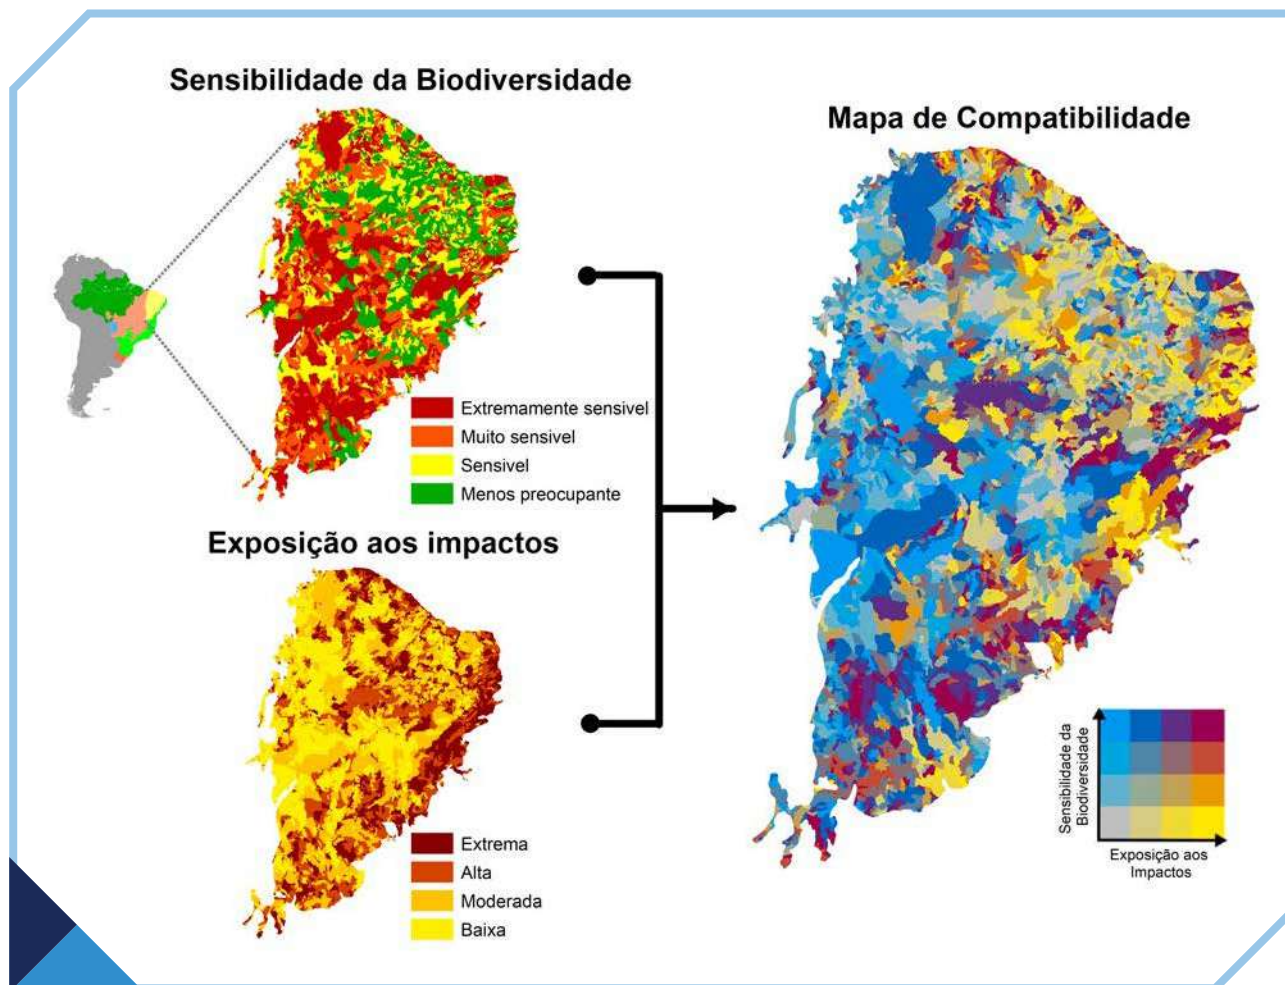 Sensibilidade da Biodiversidade
Extremamente sensivel
Muito sensivel
Sensivel
Menos preocupante
Exposição aos impactos
Extrema
Alta
Moderada
Baixa
Mapa de Compatibilidade
Sensibilidade da
Biodiversidade
Exposição aos
Impactos